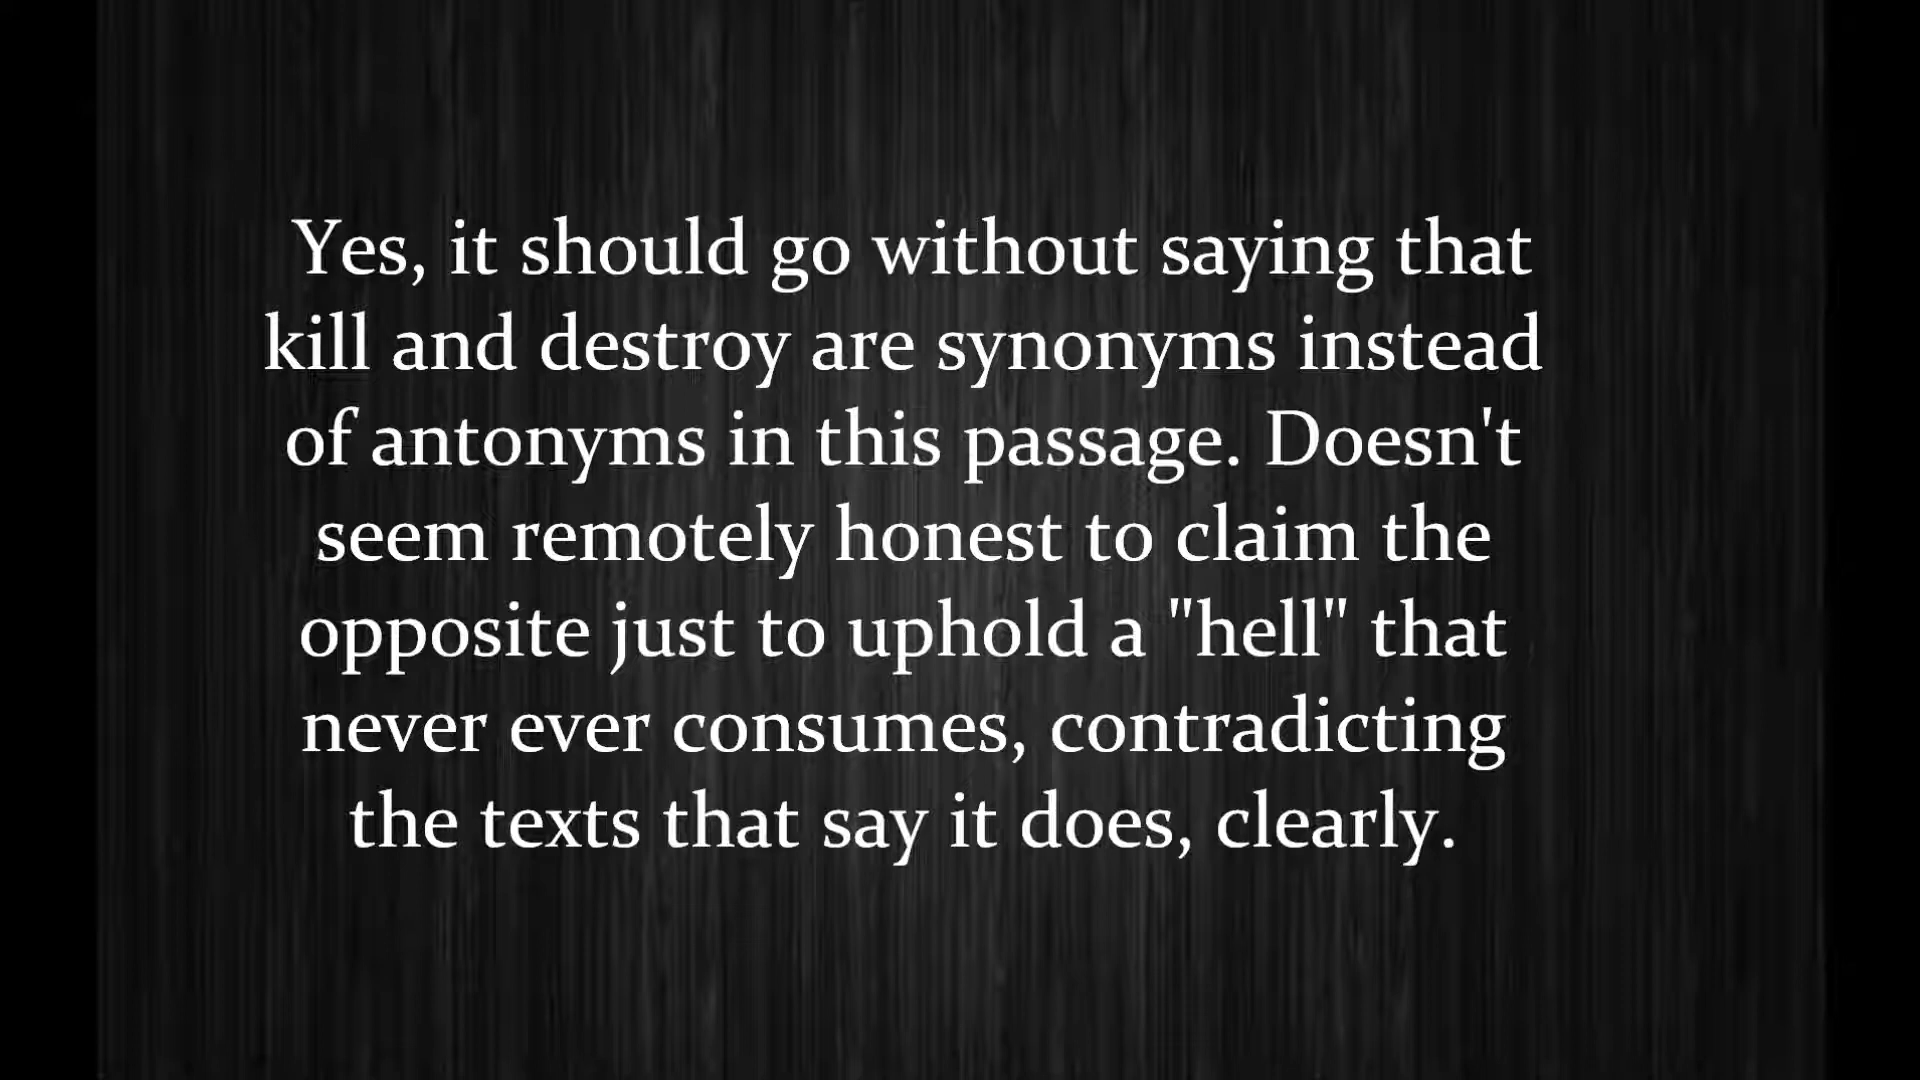 Yes, it should go without saying that
kill and destroy are synonyms instead
of antonyms in this passage. Doesn't
seem remotely honest to claim the
opposite just to uphold a "hell" that
never ever consumes, contradicting
the texts that say it does, clearly.